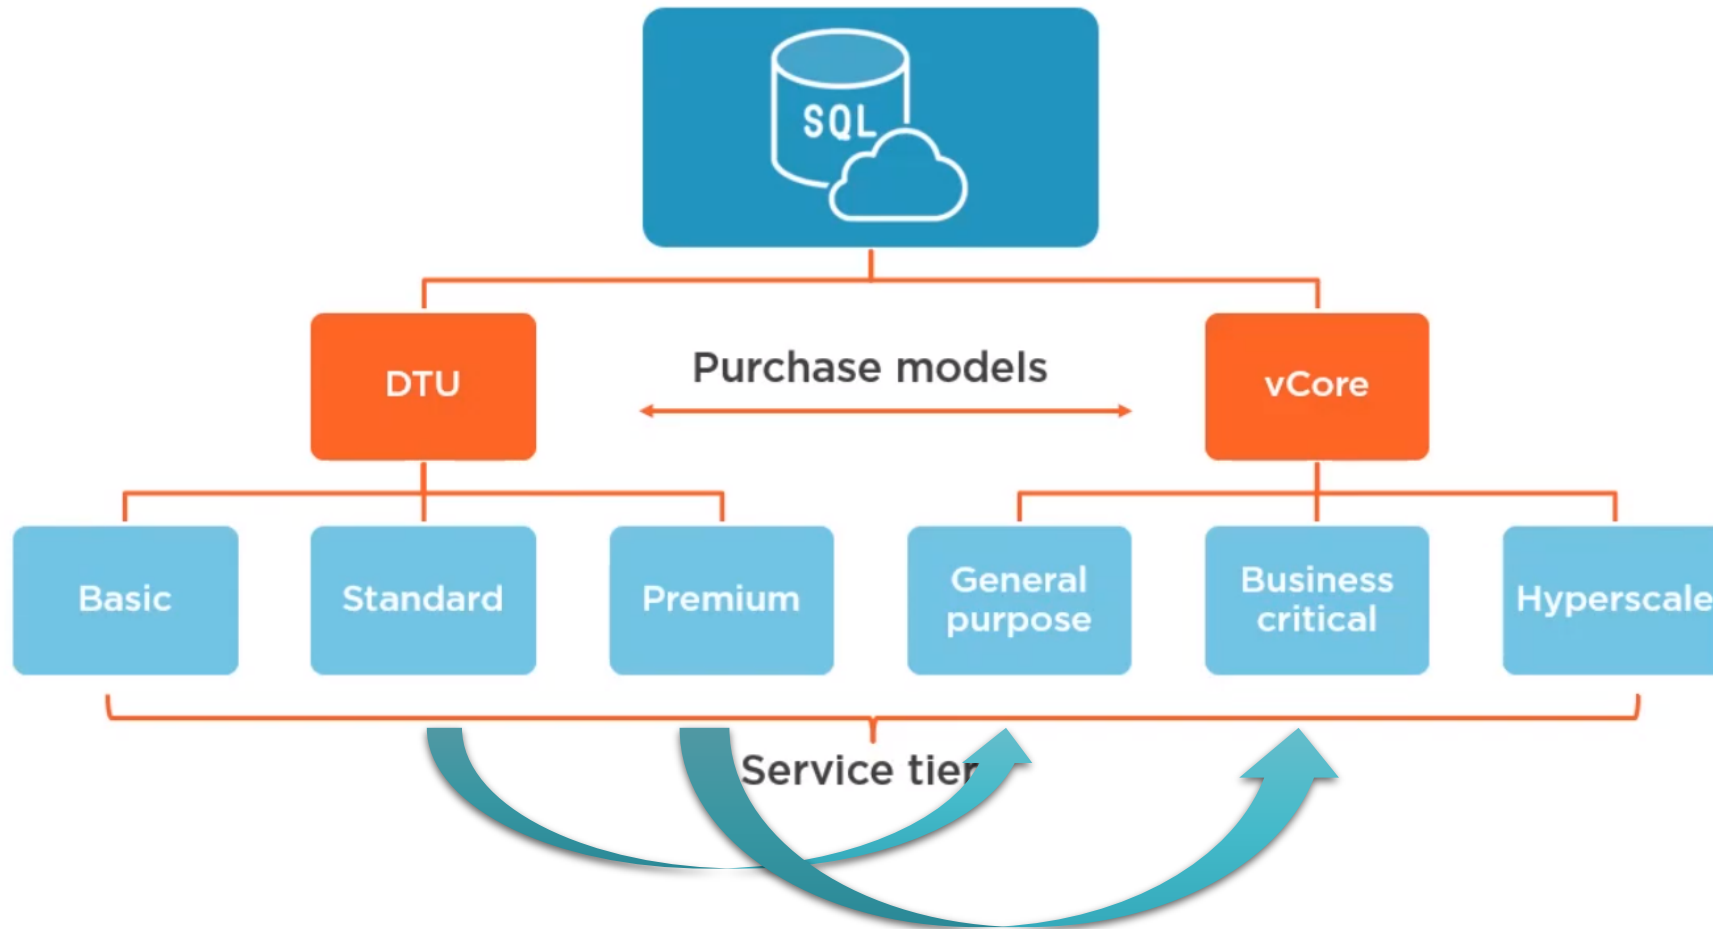 SQL
DTU
Purchase models
vCore
Basic
Standard
Premium
General
purpose
Business
critical
Hyperscale
Service tier